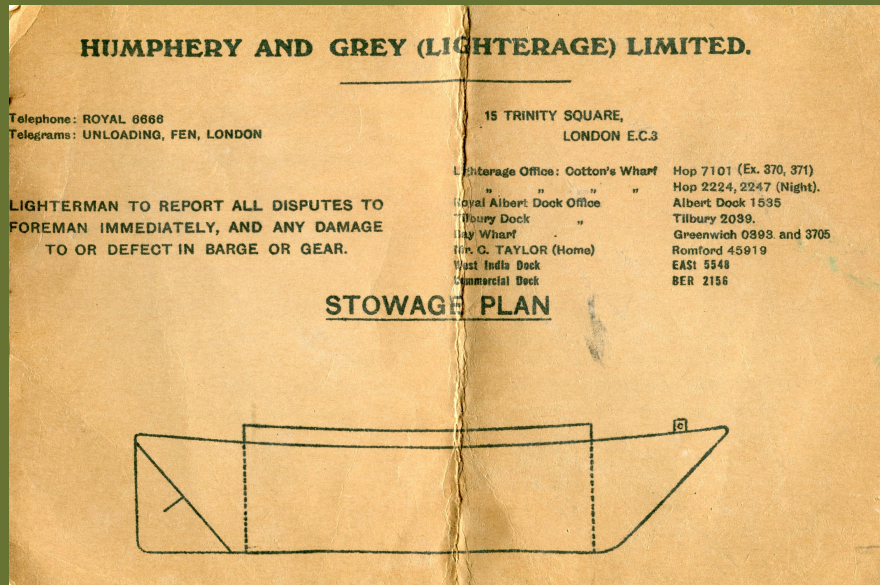 HUMPHERY AND GREY (LIGHTERAGE) LIMITED.
Telephone: ROYAL 6666
Telegrams: UNLOADING, FEN, LONDON
15 TRINITY SQUARE,
LONDON E.C.3
Lighterage Office: Cotton's Wharf Hop 7101 (Ex. 370, 371)
„ „ „ „ Hop 2224, 2247 (Night).
Royal Albert Dock Office Albert Dock 1535
Tilbury Dock „ Tilbury 2039.
Bay Wharf Greenwich 0393 and 3705
Mr. C. TAYLOR (Home) Romford 45919
West India Dock EASt 5548
Commercial Dock BER 2156
LIGHTERMAN TO REPORT ALL DISPUTES TO
FOREMAN IMMEDIATELY, AND ANY DAMAGE
TO OR DEFECT IN BARGE OR GEAR.
STOWAGE PLAN
C